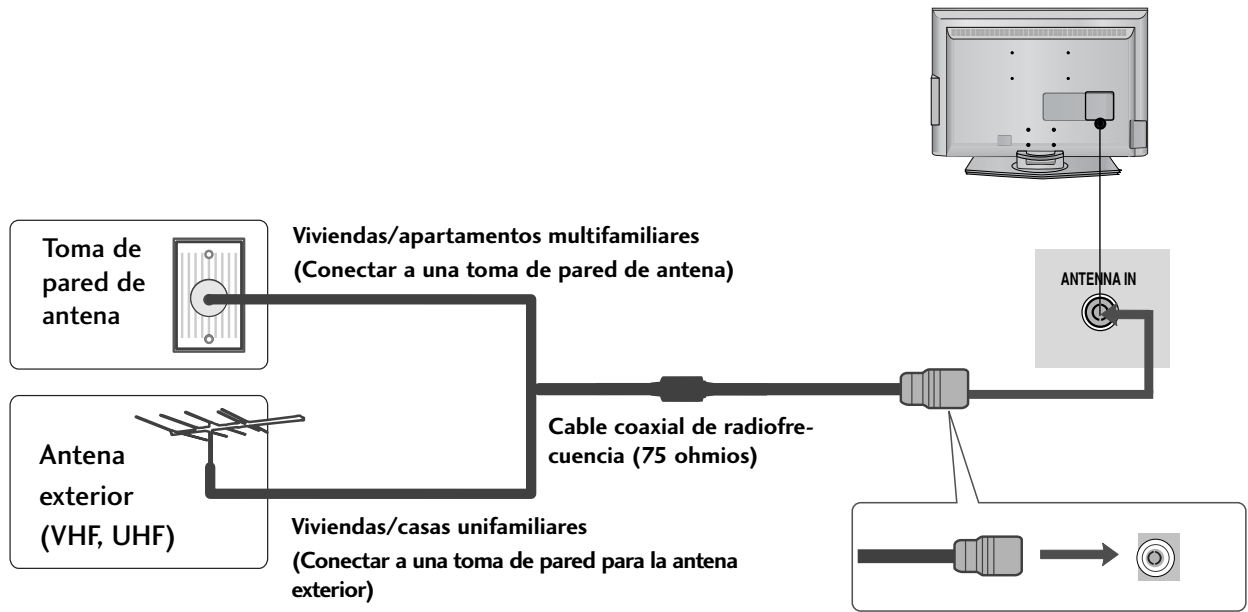 Toma de
pared de
antena
Viviendas/apartamentos multifamiliares
(Conectar a una toma de pared de antena)
ANTENNA IN
Antena
exterior
(VHF, UHF)
Cable coaxial de radiofre-
cuencia (75 ohmios)
Viviendas/casas unifamiliares
(Conectar a una toma de pared para la antena
exterior)